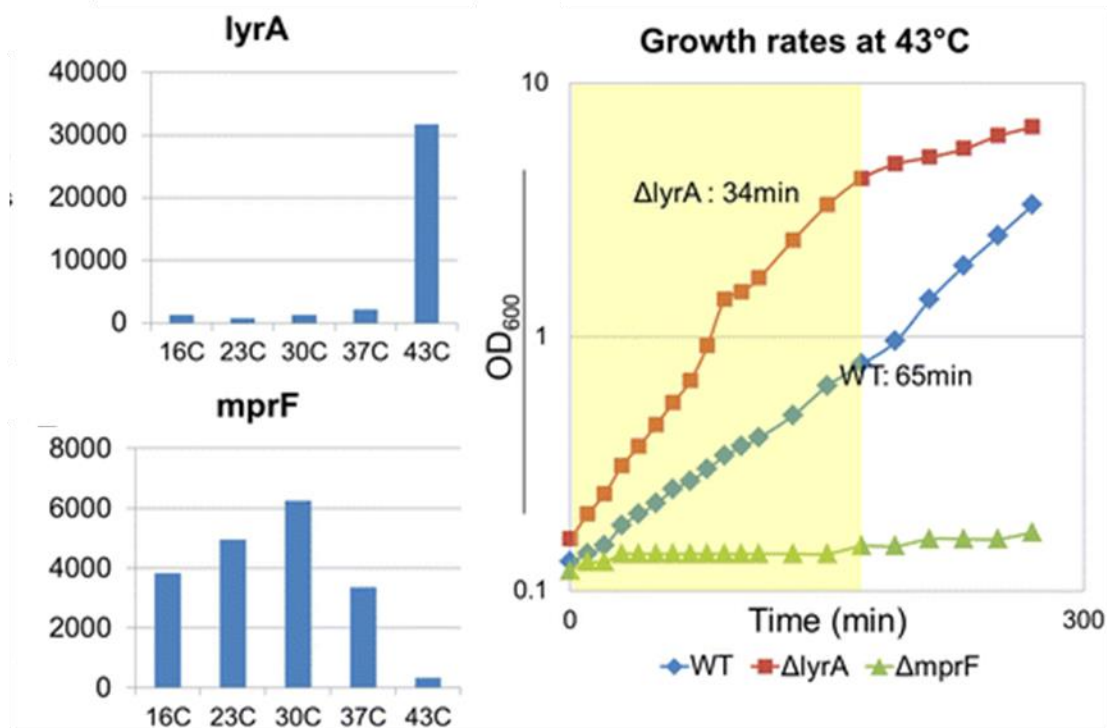 lyrA
40000
30000
20000
10000
0
16C 23C 30C 37C 43C
mprF
8000
6000
4000
2000
0
16C 23C 30C 37C 43C
Growth rates at 43°C
10
1
0.1
OD600
ΔlyrA : 34min
WT: 65min
0 Time (min) 300
WT ΔlyrA ΔmprF